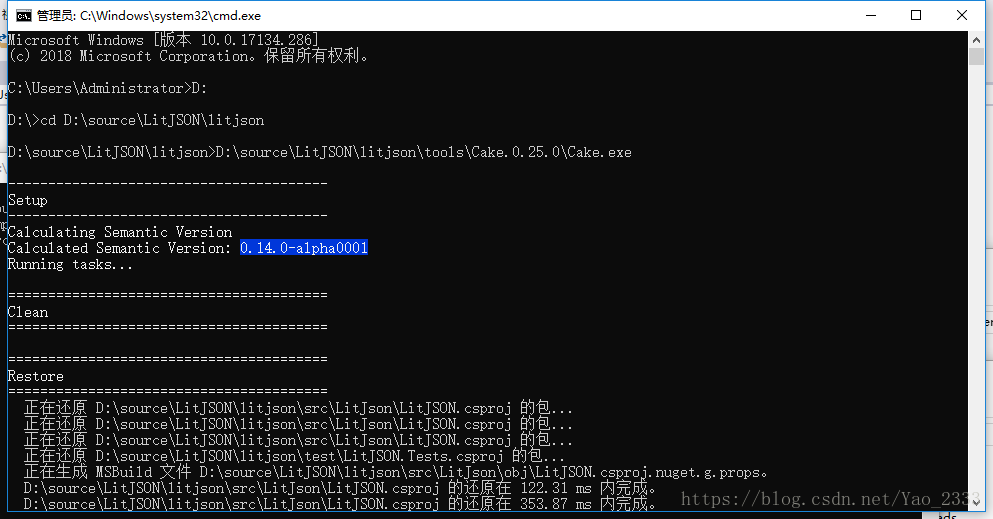 管理员: C:\Windows\system32\cmd.exe
Microsoft Windows [版本 10.0.17134.286]
(c) 2018 Microsoft Corporation。保留所有权利。
C:\Users\Administrator>D:
D:\>cd D:\source\LitJSON\litjson
D:\source\LitJSON\litjson>D:\source\LitJSON\litjson\tools\Cake.0.25.0\Cake.exe
----------------------------------------
Setup
----------------------------------------
Calculating Semantic Version
Calculated Semantic Version: 0.14.0-alpha0001
Running tasks...
========================================
Clean
========================================
========================================
Restore
========================================
正在还原 D:\source\LitJSON\litjson\src\LitJson\LitJSON.csproj 的包...
正在还原 D:\source\LitJSON\litjson\src\LitJson\LitJSON.csproj 的包...
正在还原 D:\source\LitJSON\litjson\src\LitJson\LitJSON.csproj 的包...
正在还原 D:\source\LitJSON\litjson\test\LitJSON.Tests.csproj 的包...
正在生成 MSBuild 文件 D:\source\LitJSON\litjson\src\LitJson\obj\LitJSON.csproj.nuget.g.props。
D:\source\LitJSON\litjson\src\LitJson\LitJSON.csproj 的还原在 122.31 ms 内完成。
D:\source\LitJSON\litjson\src\LitJson\LitJSON.csproj 的还原在 353.87 ms 内完成。
https://blog.csdn.net/Yao_2333